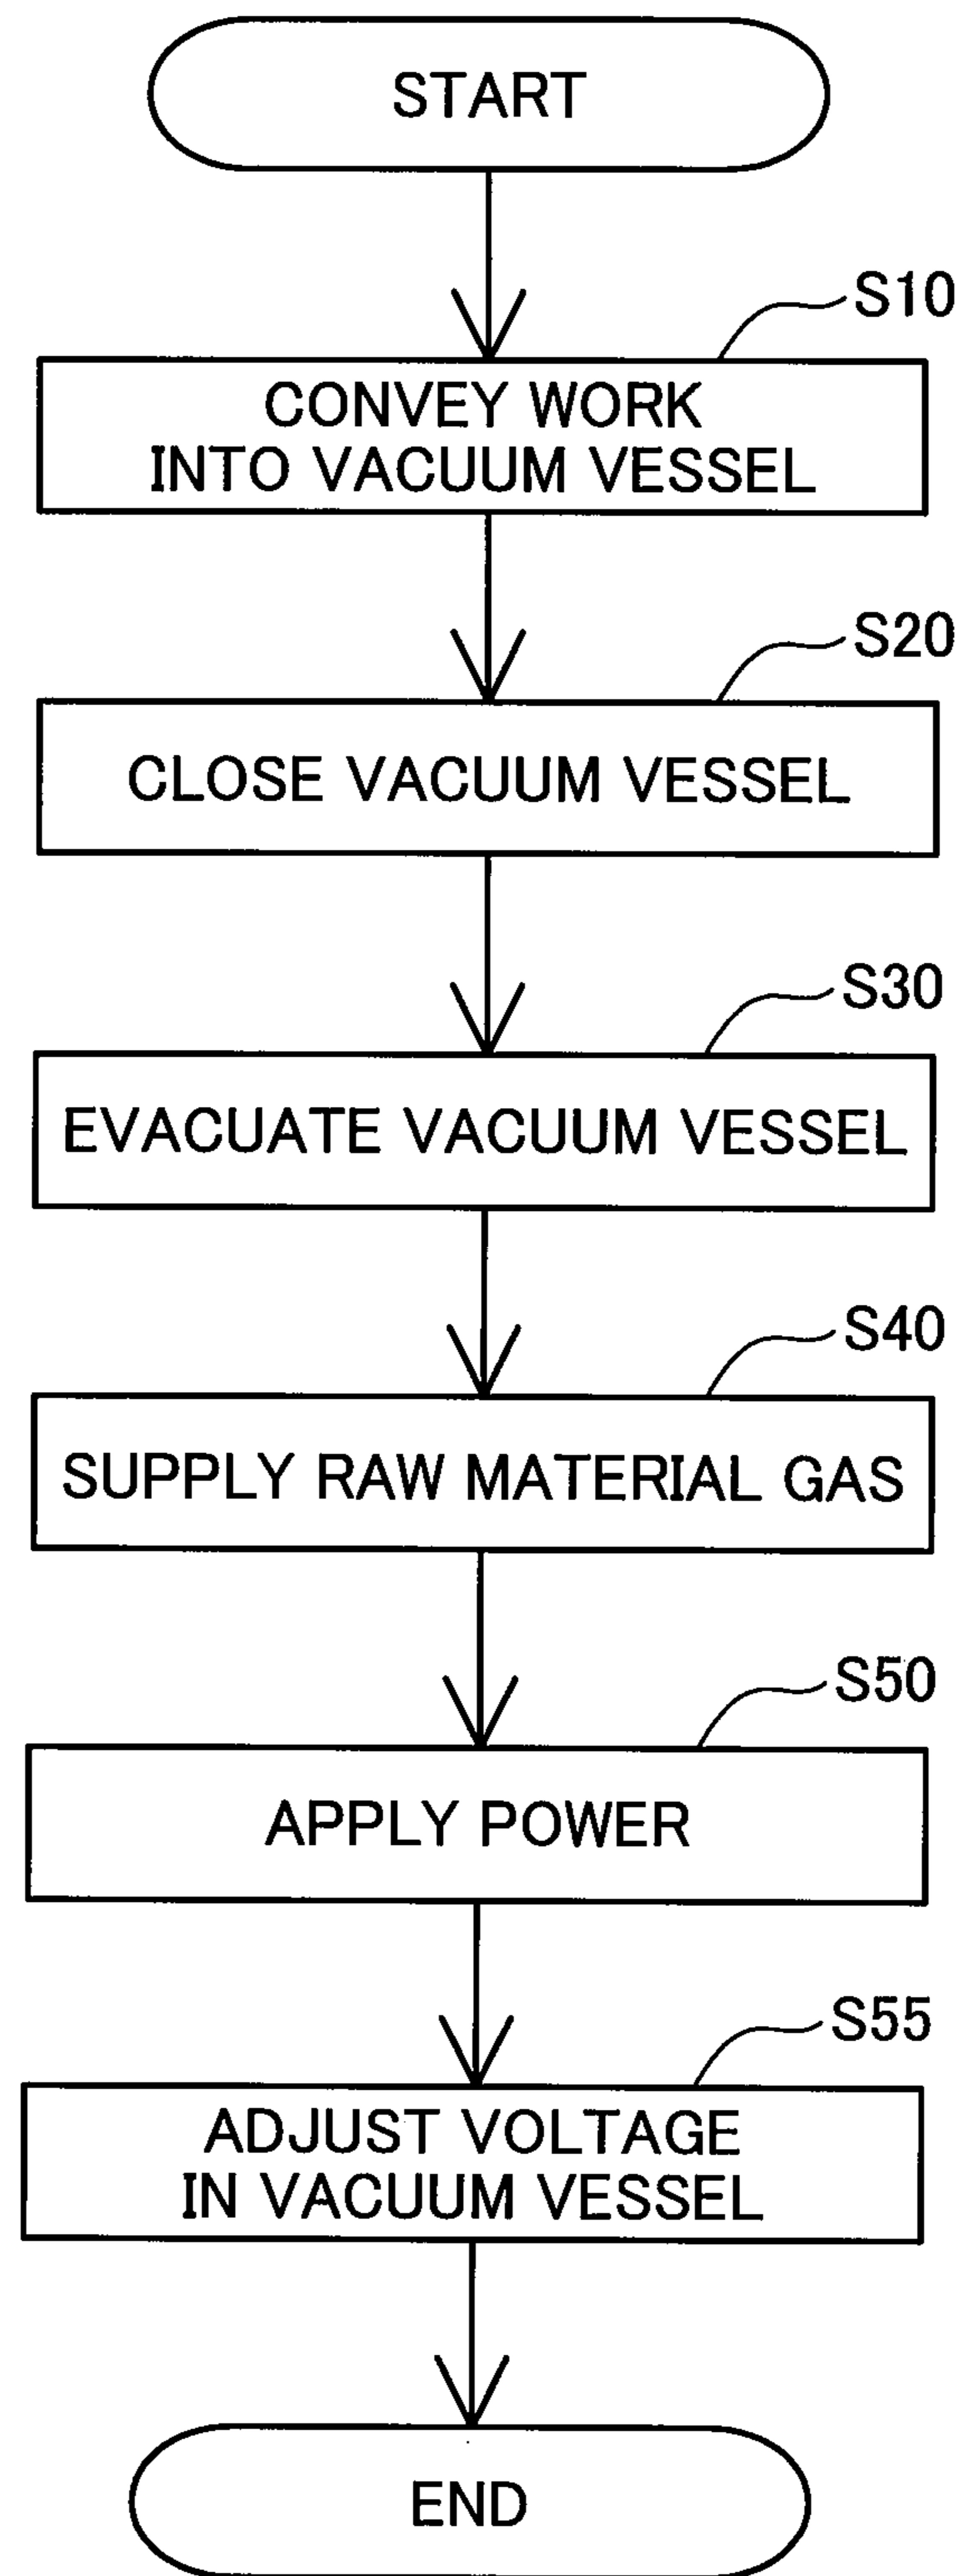 START
S10
CONVEY WORK
INTO VACUUM VESSEL
S20
CLOSE VACUUM VESSEL
S30
EVACUATE VACUUM VESSEL
S40
SUPPLY RAW MATERIAL GAS
S50
APPLY POWER
S55
ADJUST VOLTAGE
IN VACUUM VESSEL
END